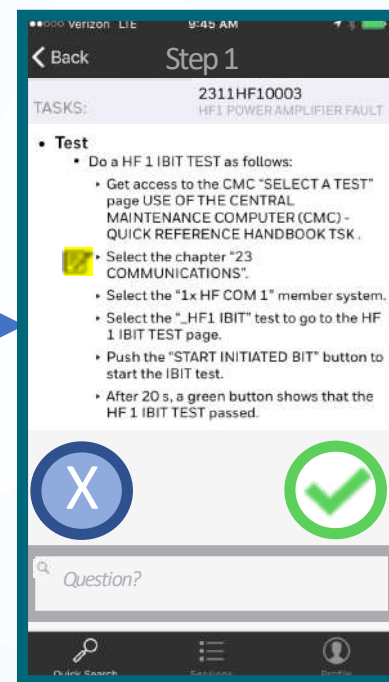 verizon LTE 9:45 AM
Back Step 1
TASKS: 2311HF10003
HF1 POWER AMPLIFIER FAULT
• Test
• Do a HF 1 IBIT TEST as follows:
‣ Get access to the CMC "SELECT A TEST"
page USE OF THE CENTRAL
MAINTENANCE COMPUTER (CMC) -
QUICK REFERENCE HANDBOOK TSK .
‣ Select the chapter "23
COMMUNICATIONS".
‣ Select the "1x HF COM 1" member system.
‣ Select the "_HF1 IBIT" test to go to the HF
1 IBIT TEST page.
‣ Push the "START INITIATED BIT" button to
start the IBIT test.
‣ After 20 s, a green button shows that the
HF 1 IBIT TEST passed.
X
Question?
Quick Search Sessions Profile